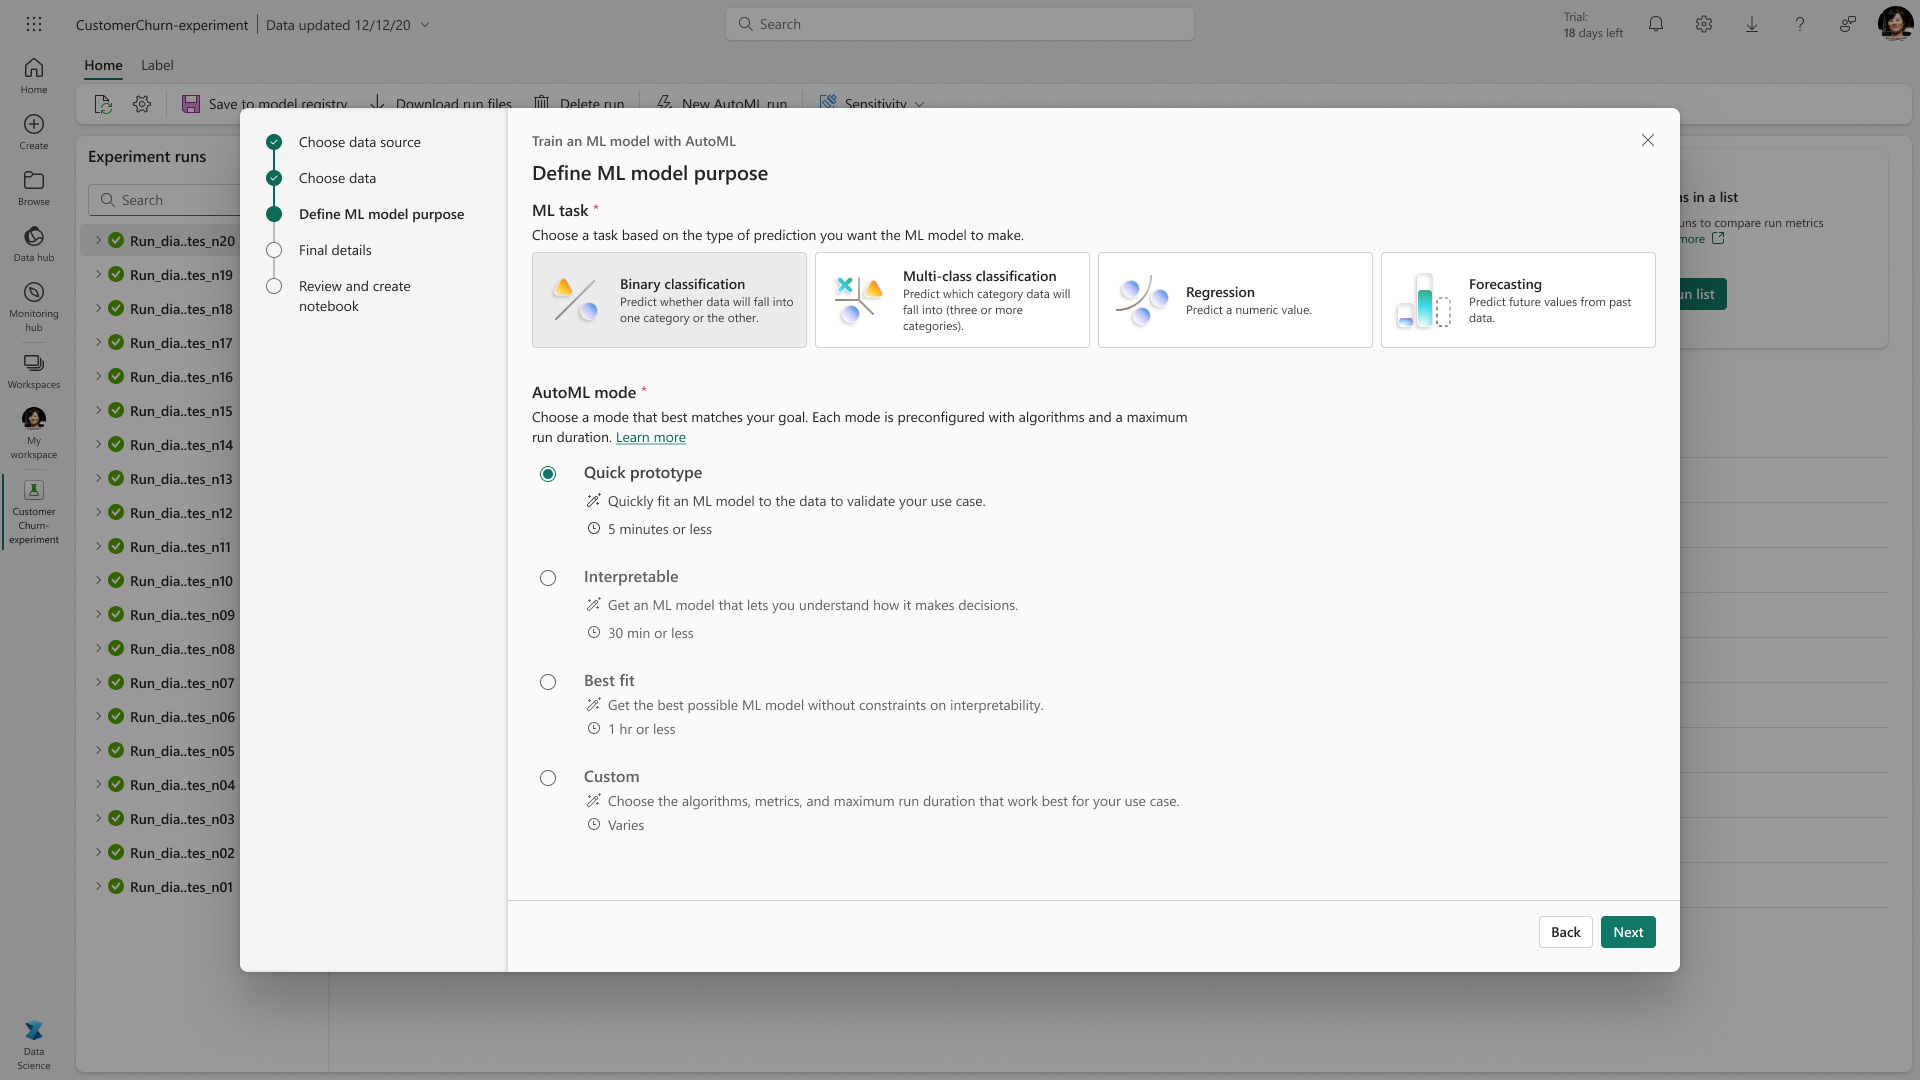 CustomerChurn-experiment
Data updated 12/12/20
Search
Trial:
18 days left
Home
Label
Save to model registry
Download run files
Delete run
New AutoML run
Sensitivity
Home
Create
Browse
Data hub
Monitoring
hub
Workspaces
My
workspace
Customer
Churn-
experiment
Data
Science
Experiment runs
Search
Run_dia..tes_n20
Run_dia..tes_n19
Run_dia..tes_n18
Run_dia..tes_n17
Run_dia..tes_n16
Run_dia..tes_n15
Run_dia..tes_n14
Run_dia..tes_n13
Run_dia..tes_n12
Run_dia..tes_n11
Run_dia..tes_n10
Run_dia..tes_n09
Run_dia..tes_n08
Run_dia..tes_n07
Run_dia..tes_n06
Run_dia..tes_n05
Run_dia..tes_n04
Run_dia..tes_n03
Run_dia..tes_n02
Run_dia..tes_n01
Choose data source
Choose data
Define ML model purpose
Final details
Review and create
notebook
Train an ML model with AutoML
Define ML model purpose
ML task *
Choose a task based on the type of prediction you want the ML model to make.
Binary classification
Predict whether data will fall into
one category or the other.
Multi-class classification
Predict which category data will
fall into (three or more
categories).
Regression
Predict a numeric value.
Forecasting
Predict future values from past
data.
AutoML mode *
Choose a mode that best matches your goal. Each mode is preconfigured with algorithms and a maximum
run duration. Learn more
Quick prototype
Quickly fit an ML model to the data to validate your use case.
5 minutes or less
Interpretable
Get an ML model that lets you understand how it makes decisions.
30 min or less
Best fit
Get the best possible ML model without constraints on interpretability.
1 hr or less
Custom
Choose the algorithms, metrics, and maximum run duration that work best for your use case.
Varies
Back
Next
in a list
to compare run metrics
more
list